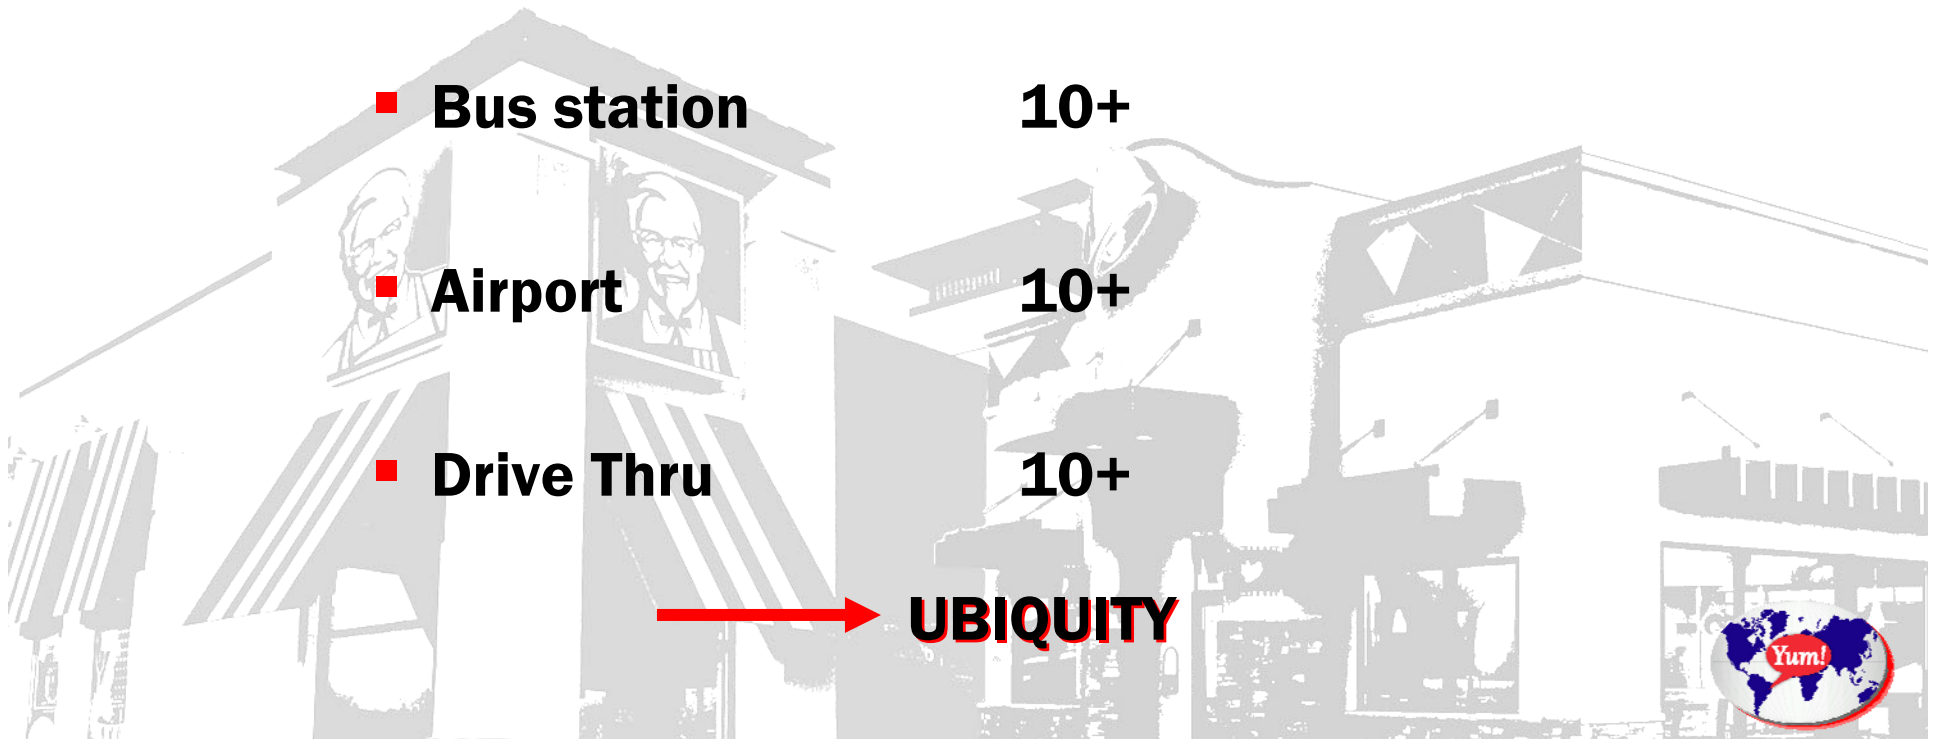 Bus station 10+
Airport 10+
Drive Thru 10+
UBIQUITY
Yum!